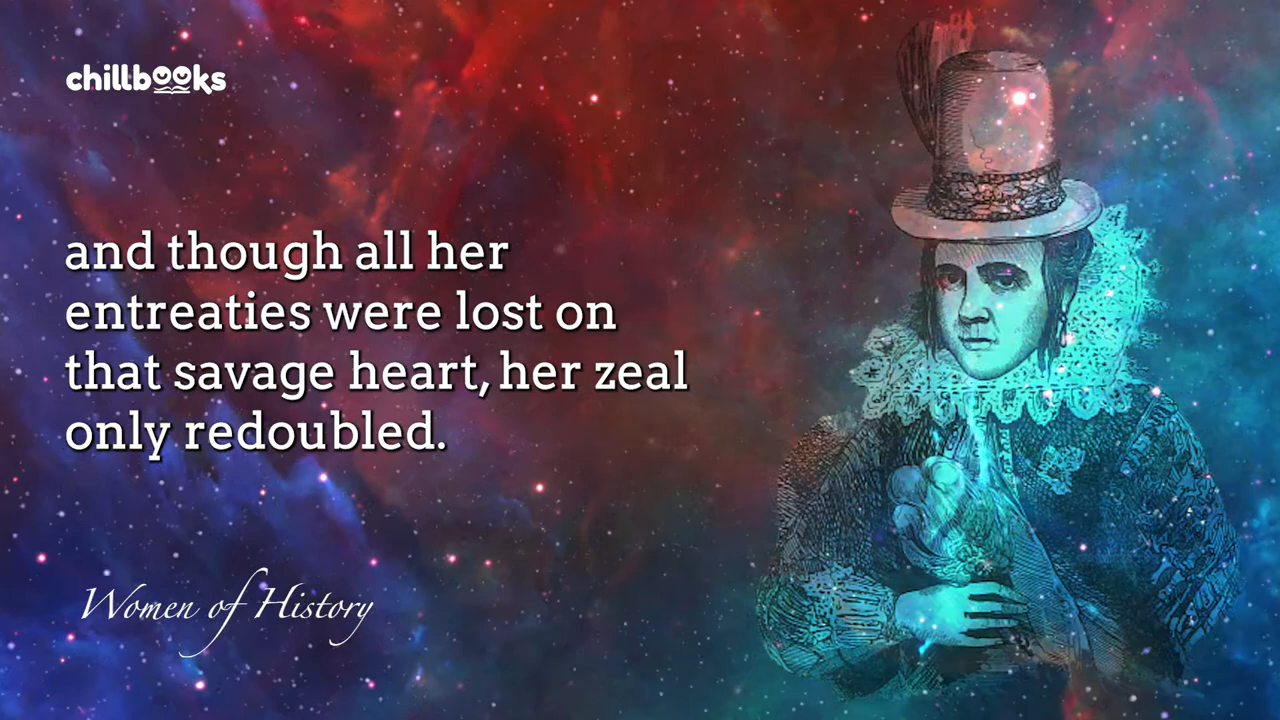 chillbooks
and though all her
entreaties were lost on
that savage heart, her zeal
only redoubled.
Women of History